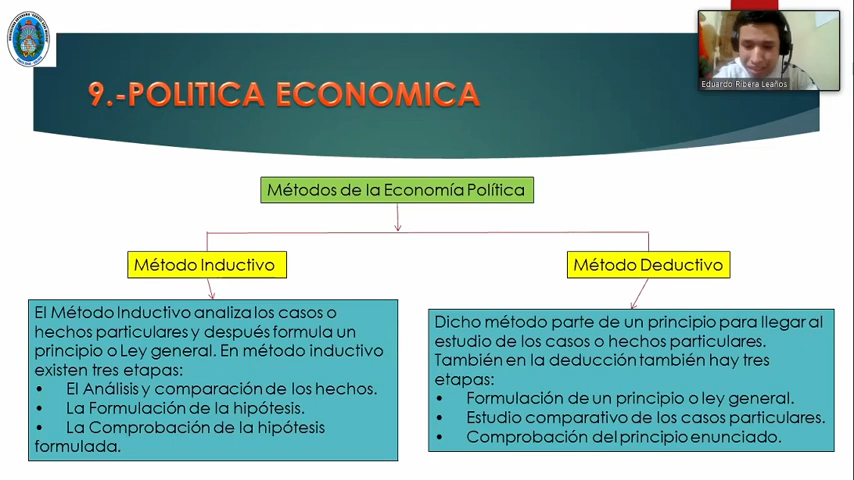 9.-POLITICA ECONOMICA
Eduardo Ribera Leaños
Métodos de la Economía Política
Método Inductivo
Método Deductivo
El Método Inductivo analiza los casos o
hechos particulares y después formula un
principio o Ley general. En método inductivo
existen tres etapas:
• El Análisis y comparación de los hechos.
• La Formulación de la hipótesis.
• La Comprobación de la hipótesis
formulada.
Dicho método parte de un principio para llegar al
estudio de los casos o hechos particulares.
También en la deducción también hay tres
etapas:
• Formulación de un principio o ley general.
• Estudio comparativo de los casos particulares.
• Comprobación del principio enunciado.